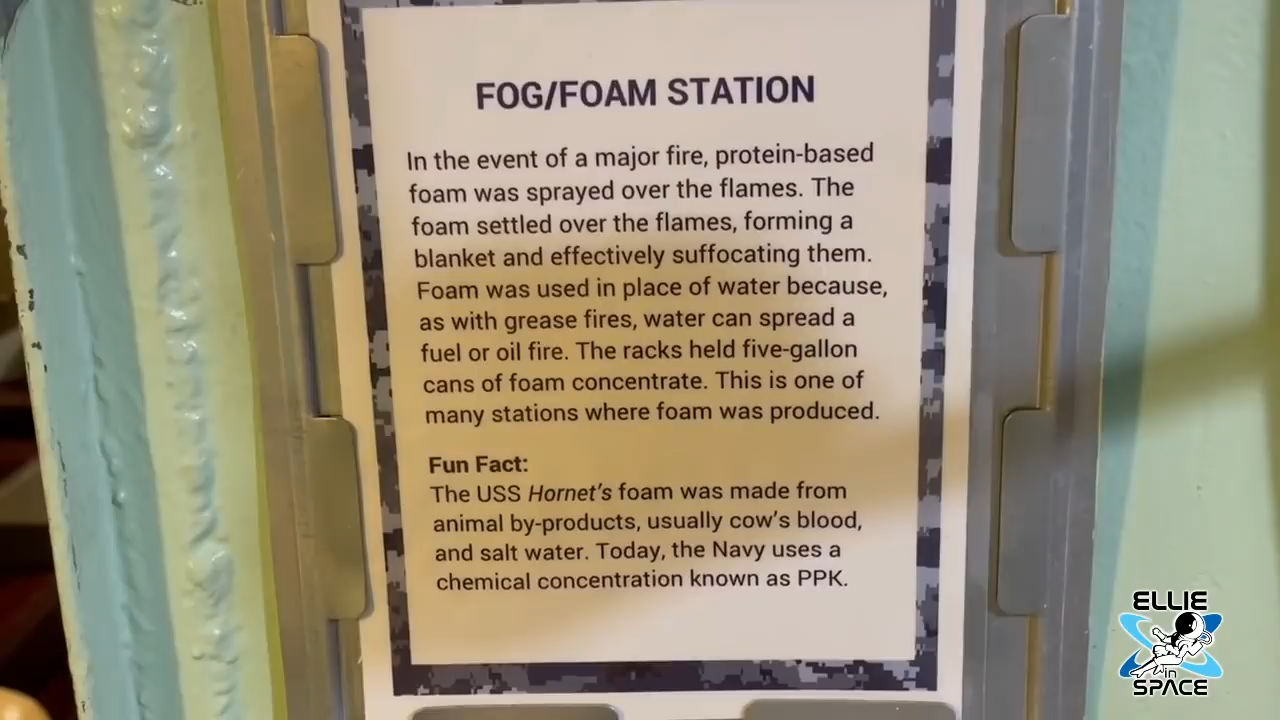 FOG/FOAM STATION
In the event of a major fire, protein-based
foam was sprayed over the flames. The
foam settled over the flames, forming a
blanket and effectively suffocating them.
Foam was used in place of water because,
as with grease fires, water can spread a
fuel or oil fire. The racks held five-gallon
cans of foam concentrate. This is one of
many stations where foam was produced.
Fun Fact:
The USS Hornet's foam was made from
animal by-products, usually cow's blood,
and salt water. Today, the Navy uses a
chemical concentration known as PPK.
ELLIE
in
SPACE